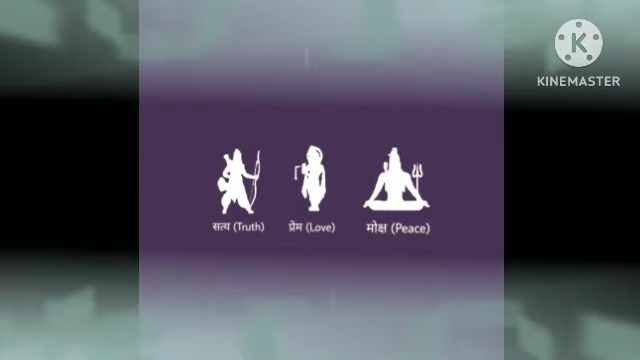 K
KINEMASTER
सत्य (Truth) प्रेम (Love) मोक्ष (Peace)